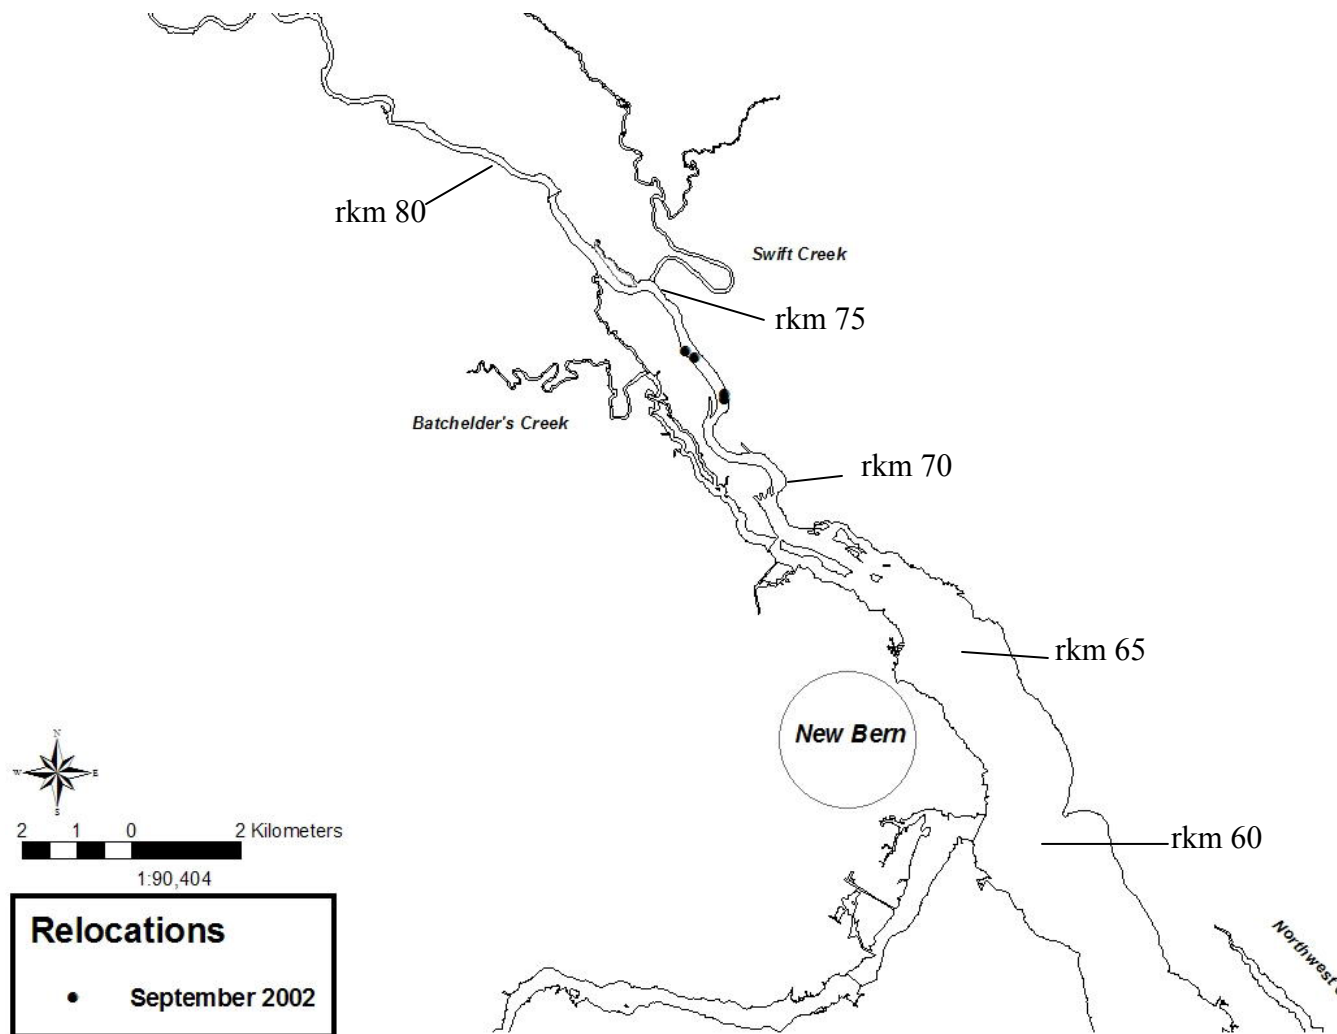 rkm 80
Swift Creek
rkm 75
Batchelder's Creek
rkm 70
rkm 65
New Bern
N
W E
S
2 1 0 2 Kilometers
rkm 60
1:90,404
Relocations
September 2002
Northwest